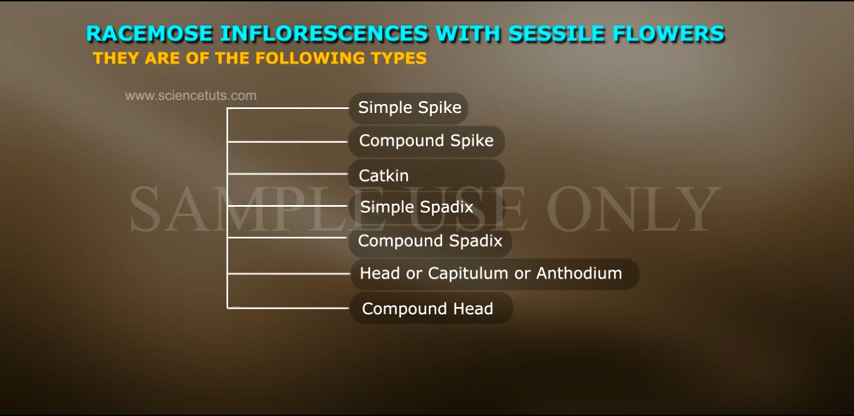 RACEMOSE INFLORESCENCES WITH SESSILE FLOWERS
THEY ARE OF THE FOLLOWING TYPES
www.sciencetuts.com
Simple Spike
Compound Spike
Catkin
SAMPLE USE ONLY
Simple Spadix
Compound Spadix
Head or Capitulum or Anthodium
Compound Head